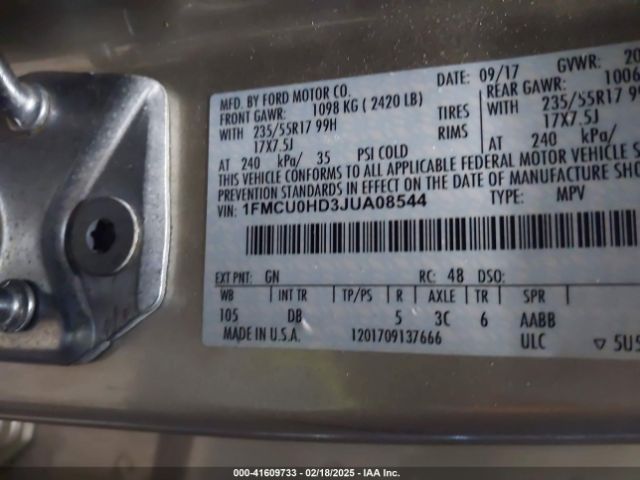 MFD. BY FORD MOTOR CO. DATE: 09/17 GVWR: 20
FRONT GAWR: 1098 KG ( 2420 LB) REAR GAWR: 1006
WITH 235/55R17 99H TIRES WITH 235/55R17 99
17X7.5J RIMS 17X7.5J
AT 240 kPa/ 35 PSI COLD AT 240 kPa/
THIS VEHICLE CONFORMS TO ALL APPLICABLE FEDERAL MOTOR VEHICLE S
IN EFFECT ON THE DATE OF MANUFACTURE SHO
VIN: 1FMCU0HD3JUA08544 TYPE: MPV
EXT PNT: GN RC: 48 DSO:
WB INT TR TP/PS R AXLE TR SPR
105 DB 5 3C 6 AABB
MADE IN U.S.A. 1201709137666 ULC ▽ 5U5
000-41609733 - 02/18/2025 - IAA Inc.